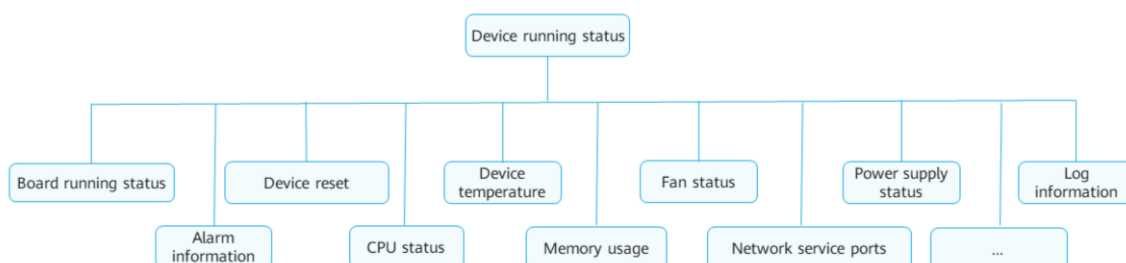 Device running status
Board running status
Device reset
Device
temperature
Fan status
Power supply
status
Log
information
Alarm
information
CPU status
Memory usage
Network service ports
...